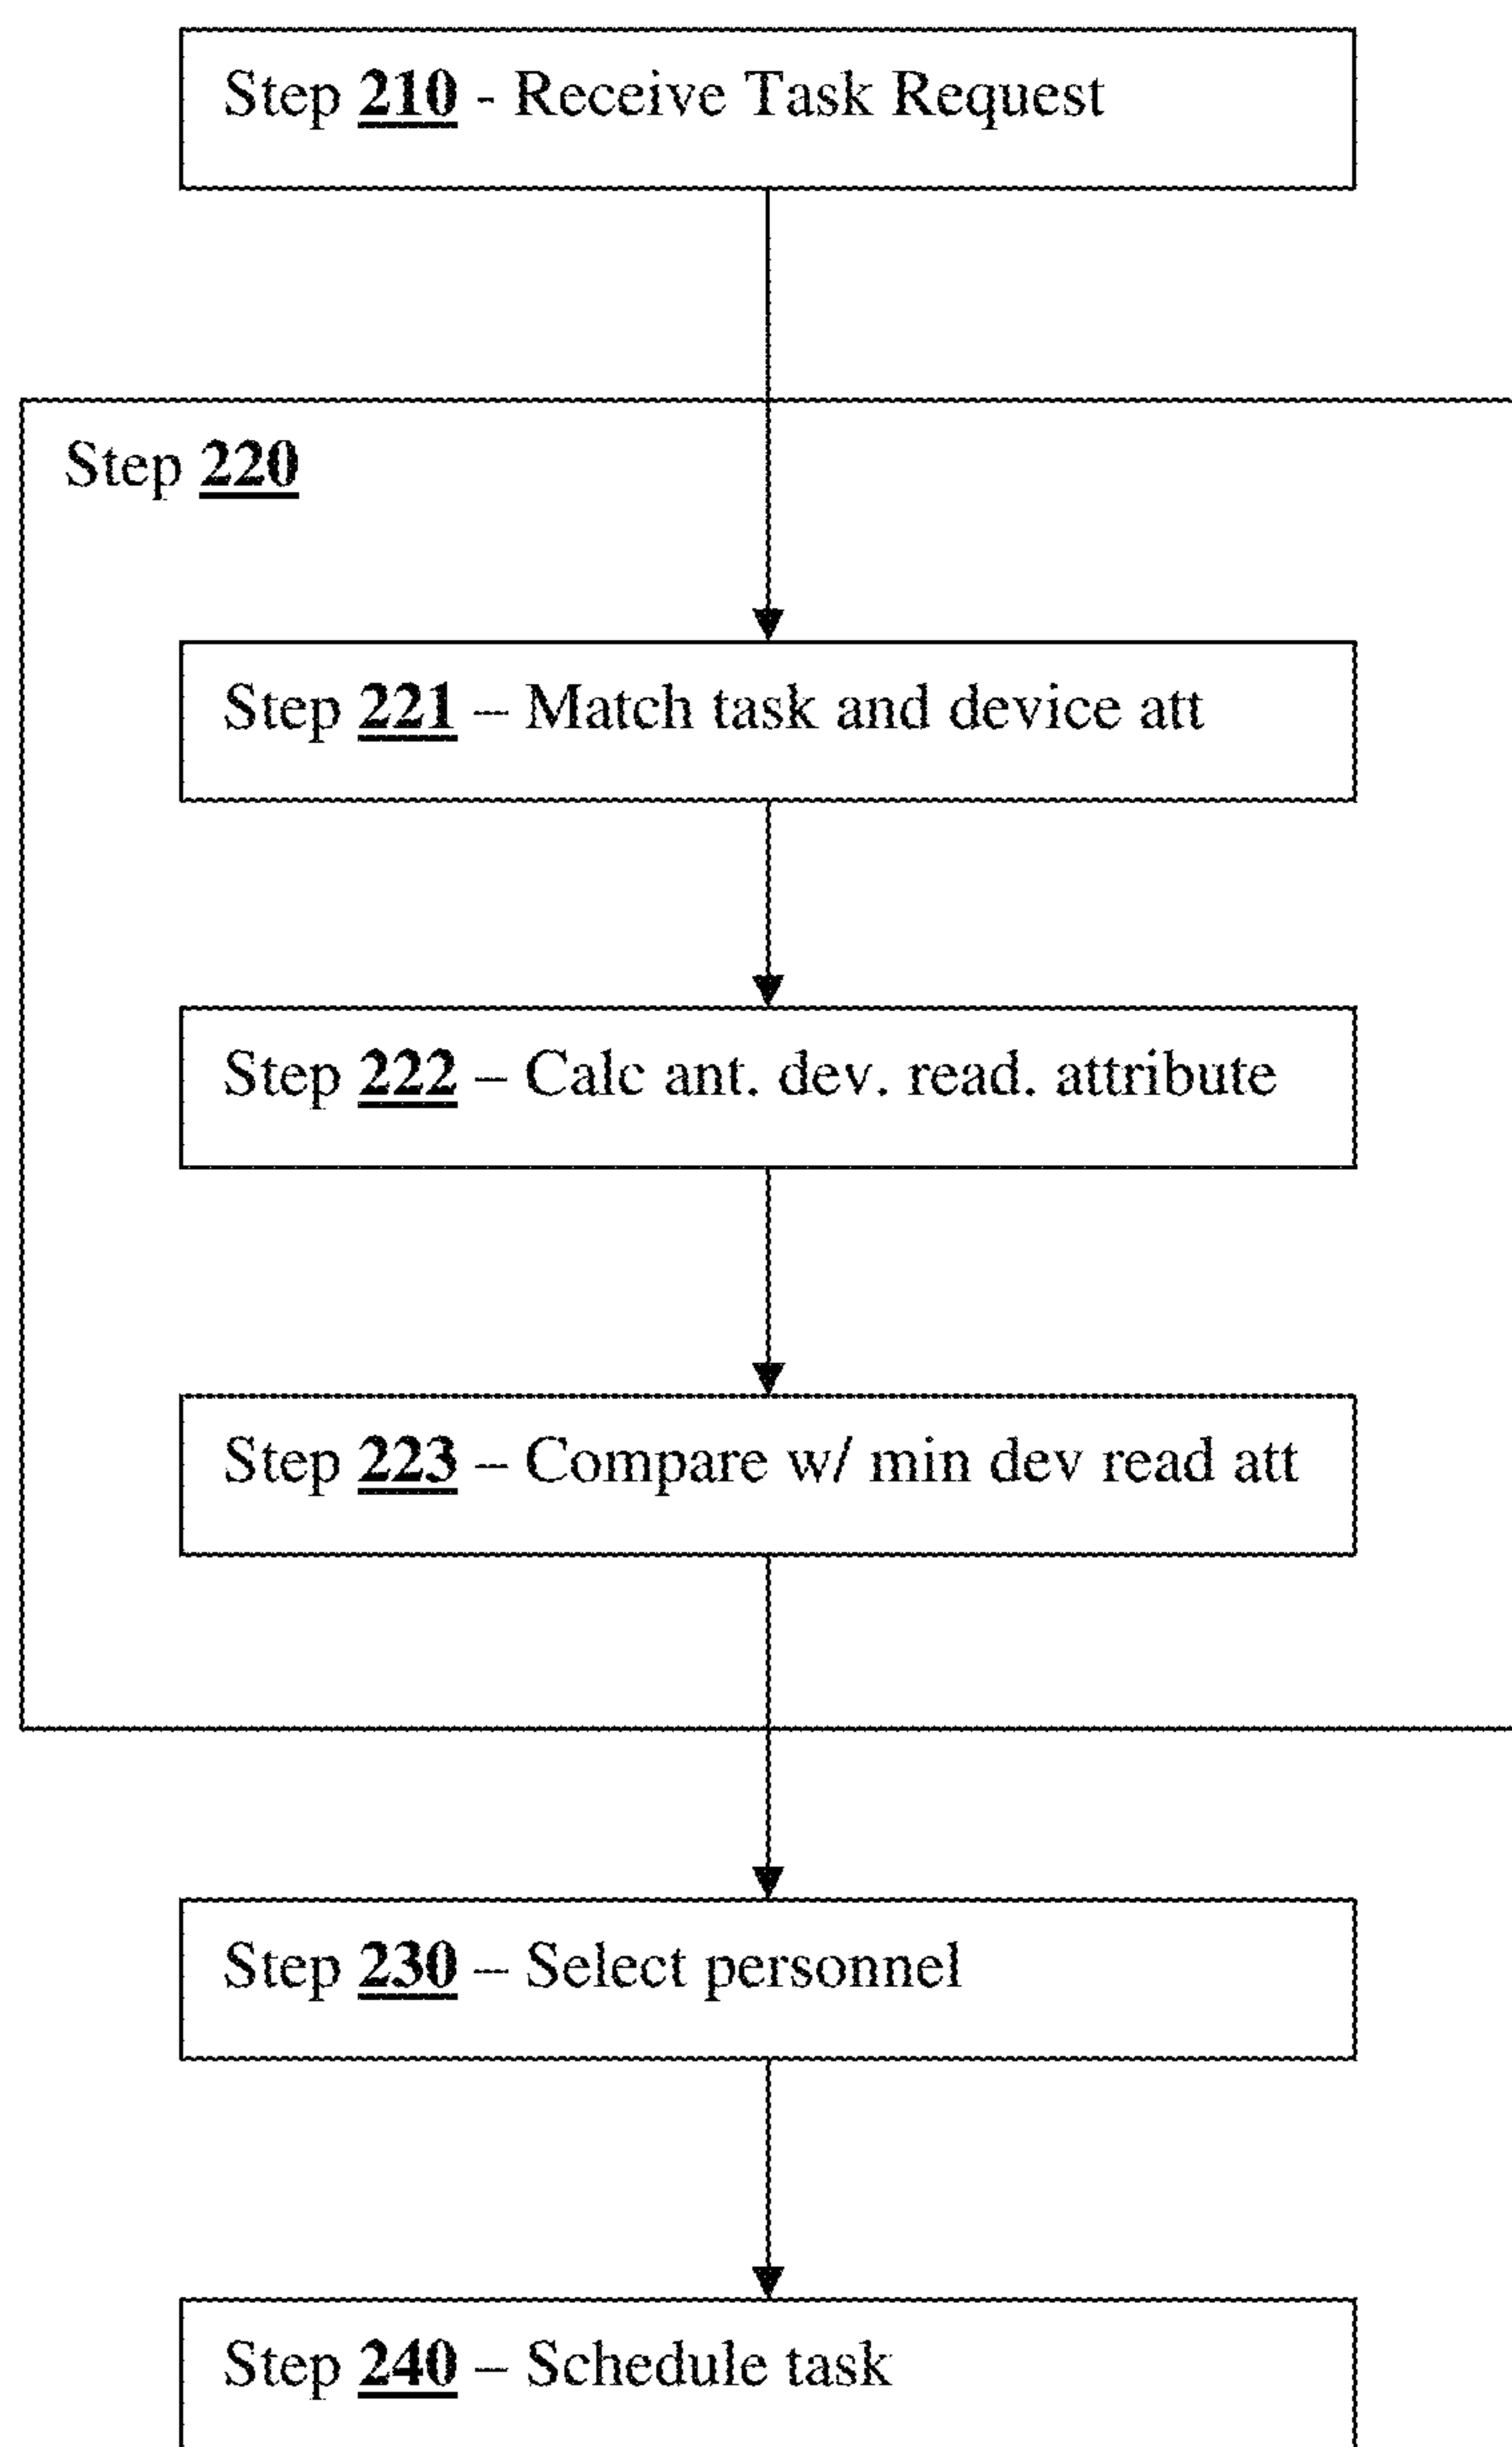 Step 210 - Receive Task Request
Step 220
Step 221 – Match task and device att
Step 222 – Calc ant. dev. read. attribute
Step 223 – Compare w/ min dev read att
Step 230 – Select personnel
Step 240 – Schedule task